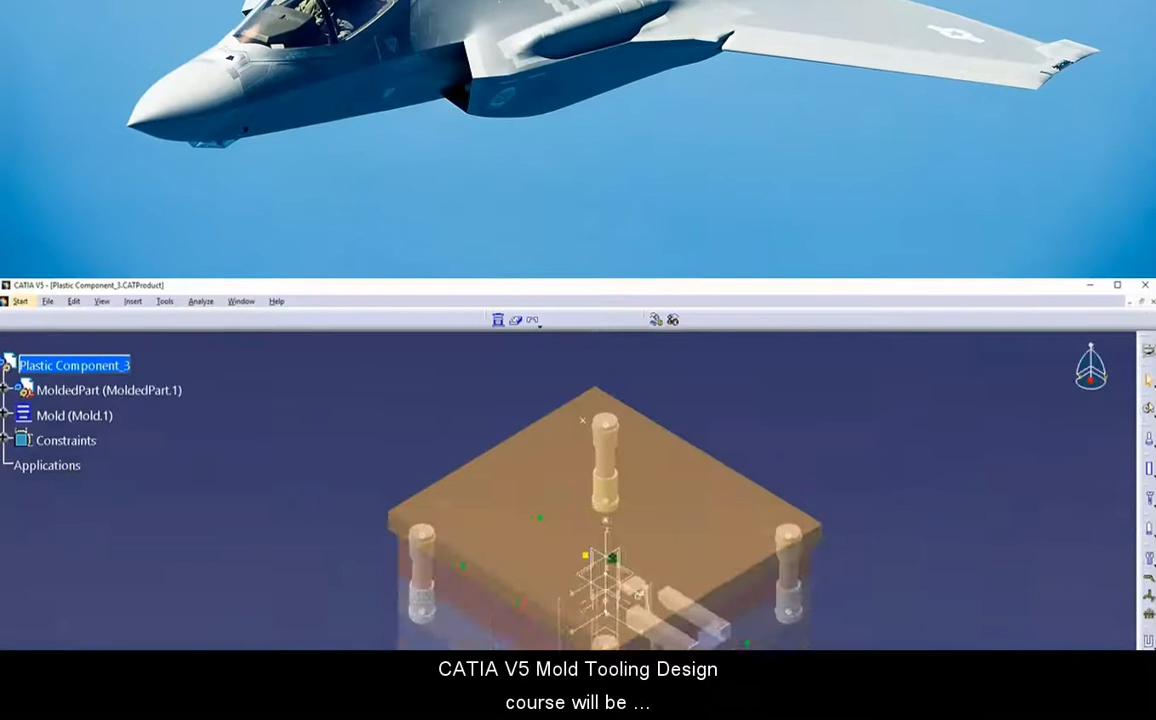 CATIA V5 - [Plastic Component_3.CATProduct]
Start File Edit View Insert Tools Analyze Window Help
Plastic Component_3
MoldedPart (MoldedPart.1)
Mold (Mold.1)
Constraints
Applications
CATIA V5 Mold Tooling Design
course will be ...